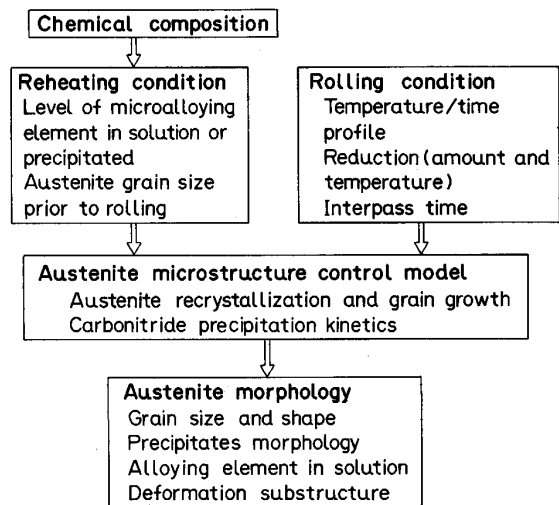 Chemical composition
Reheating condition
Level of microalloying
element in solution or
precipitated
Austenite grain size
prior to rolling
Rolling condition
Temperature/time
profile
Reduction(amount and
temperature)
Interpass time
Austenite microstructure control model
Austenite recrystallization and grain growth
Carbonitride precipitation kinetics
Austenite morphology
Grain size and shape
Precipitates morphology
Alloying element in solution
Deformation substructure